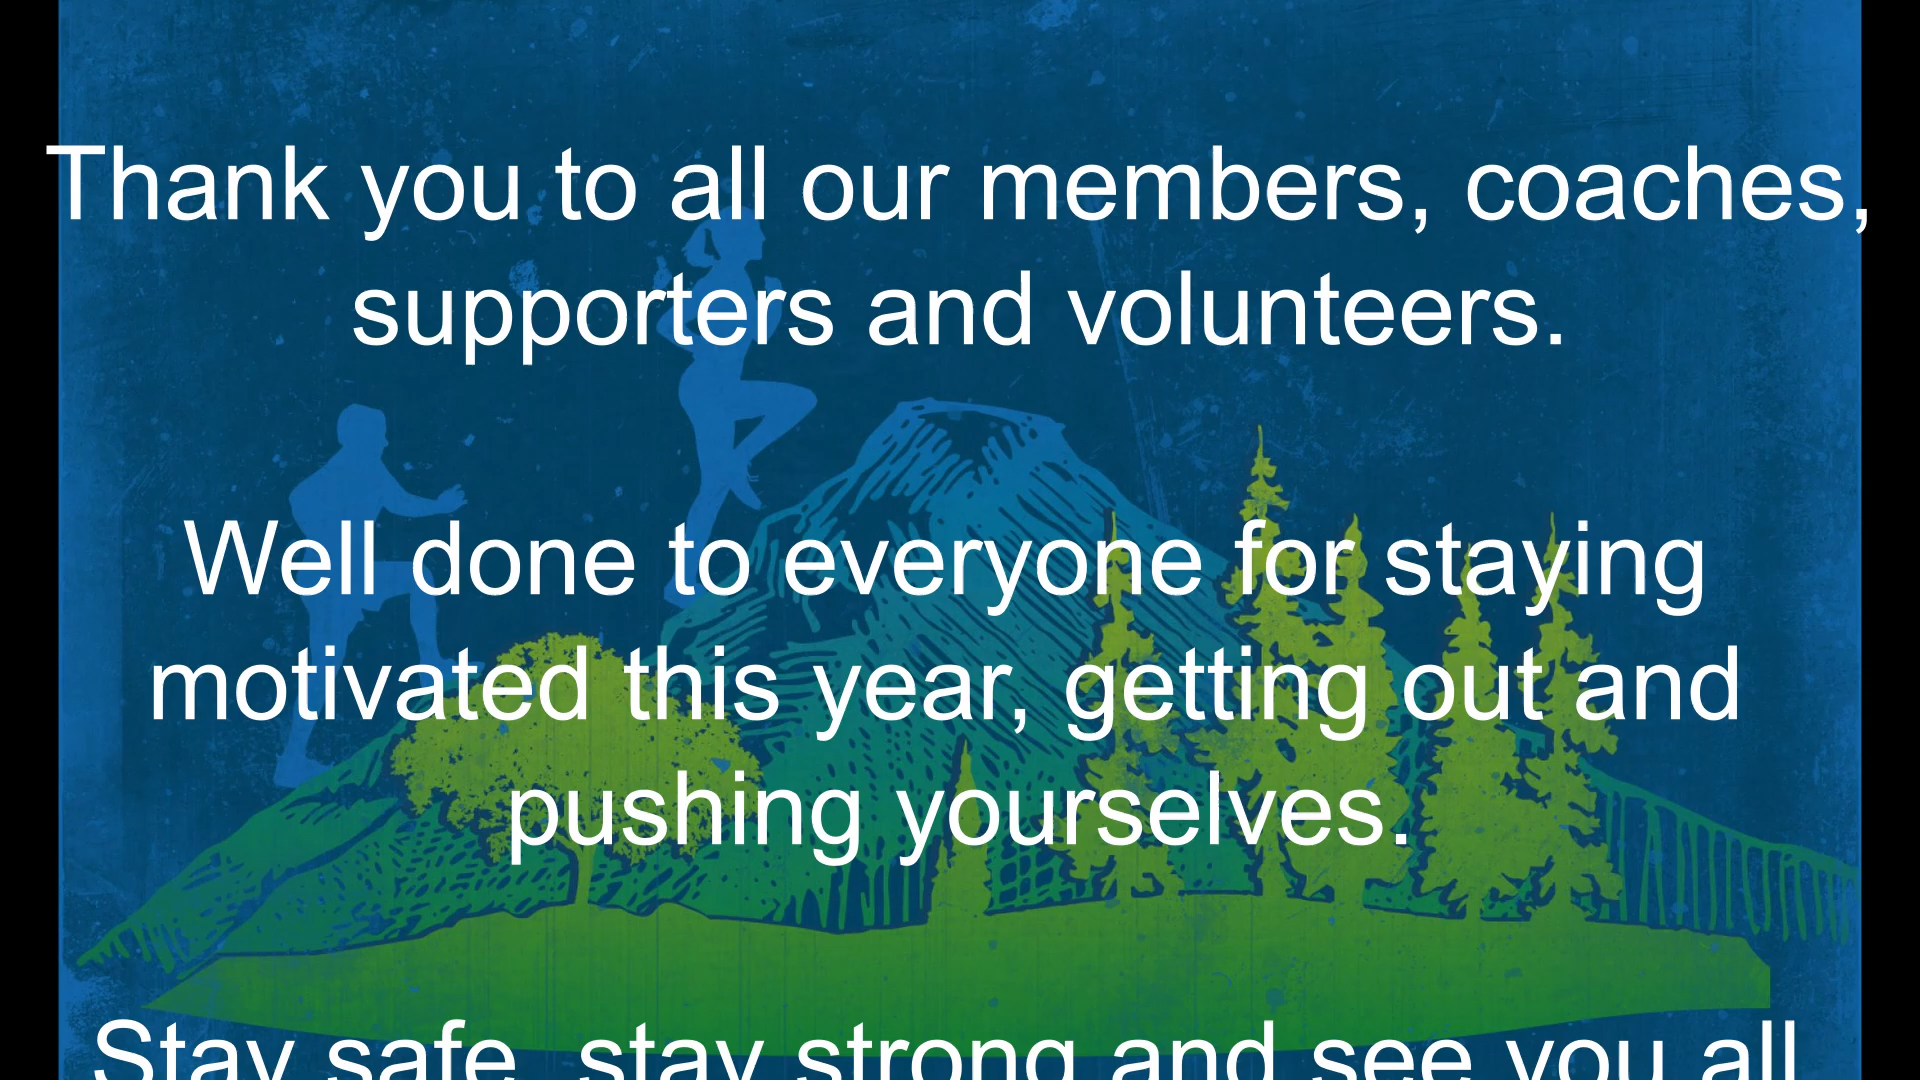 Thank you to all our members, coaches,
supporters and volunteers.
Well done to everyone for staying
motivated this year, getting out and
pushing yourselves.
Stay safe, stay strong and see you all